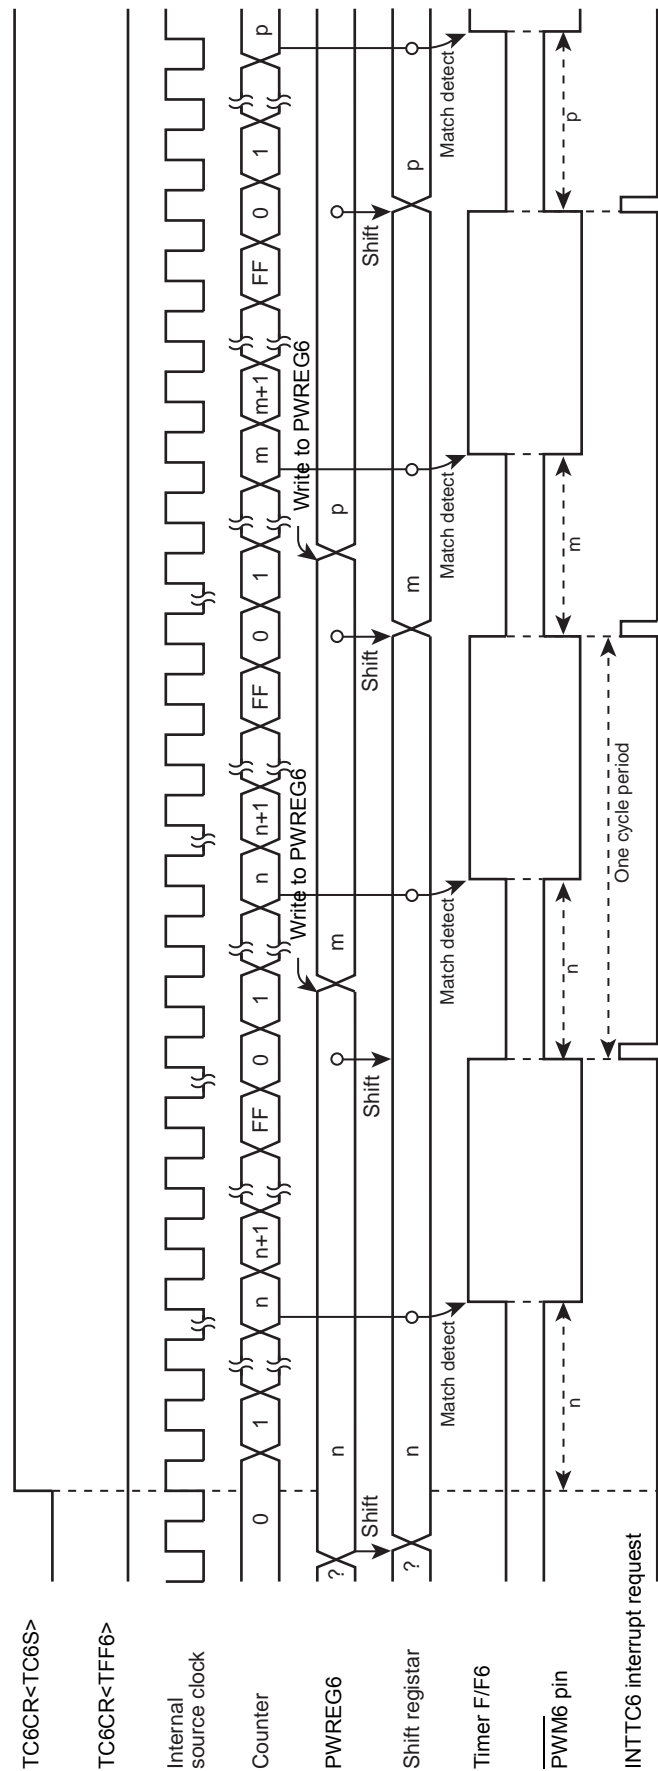 TC6CR<TC6S>
TC6CR<TFF6>
Internal
source clock
Counter 0 1 n n+1 FF 0 1 n n+1 FF 0 1 m m+1 FF 0 1 p
Write to PWREG6 Write to PWREG6
PWREG6 ? n m p
Shift Shift Shift Shift
Shift registar ? n m p
Match detect Match detect Match detect Match detect
Timer F/F6
PWM6 pin n n m p
One cycle period
INTTC6 interrupt request